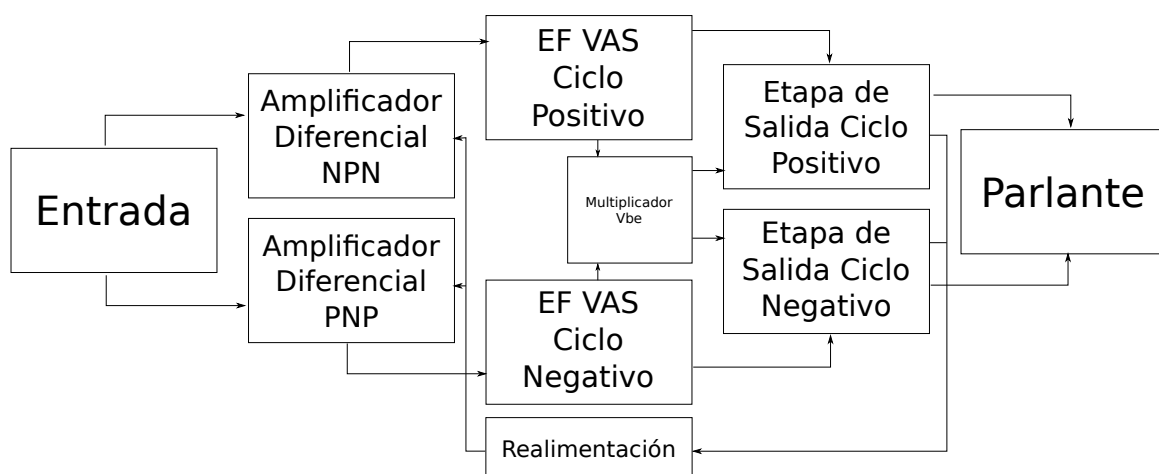 Entrada
Amplificador
Diferencial
NPN
Amplificador
Diferencial
PNP
EF VAS
Ciclo
Positivo
Multiplicador
Vbe
EF VAS
Ciclo
Negativo
Realimentación
Etapa de
Salida Ciclo
Positivo
Etapa de
Salida Ciclo
Negativo
Parlante